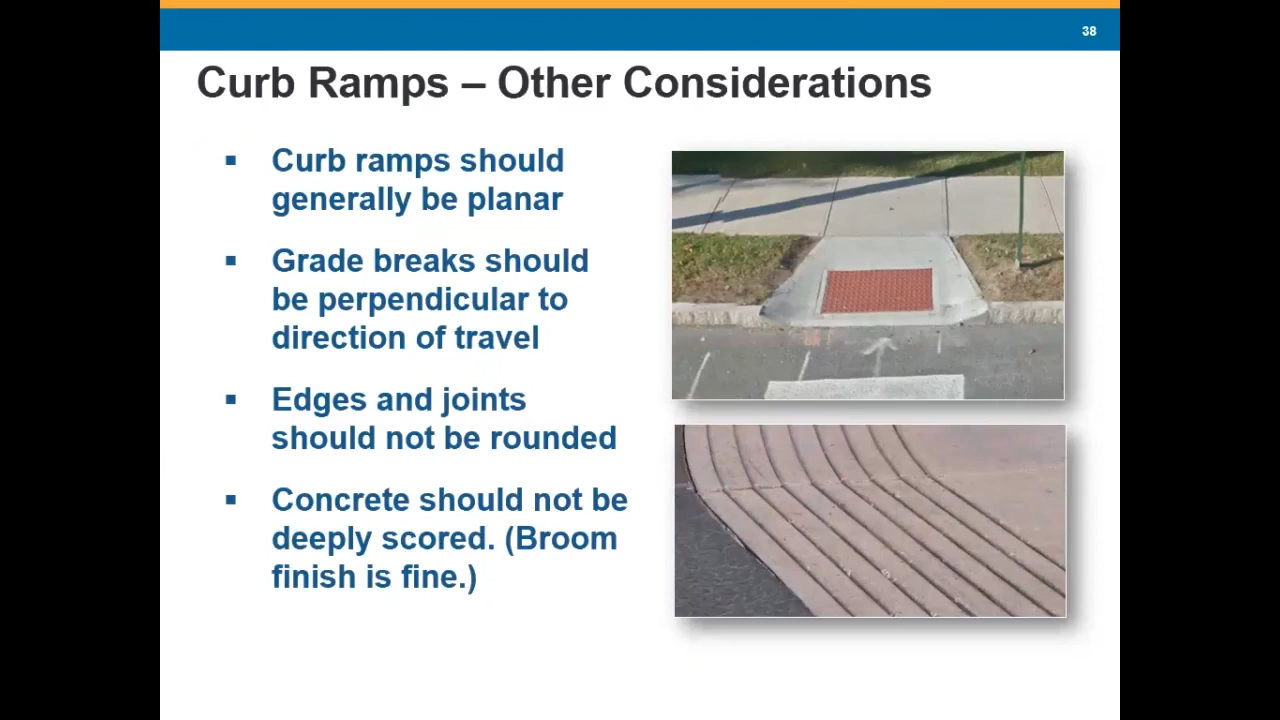 38
Curb Ramps – Other Considerations
▪ Curb ramps should
generally be planar
▪ Grade breaks should
be perpendicular to
direction of travel
▪ Edges and joints
should not be rounded
▪ Concrete should not be
deeply scored. (Broom
finish is fine.)